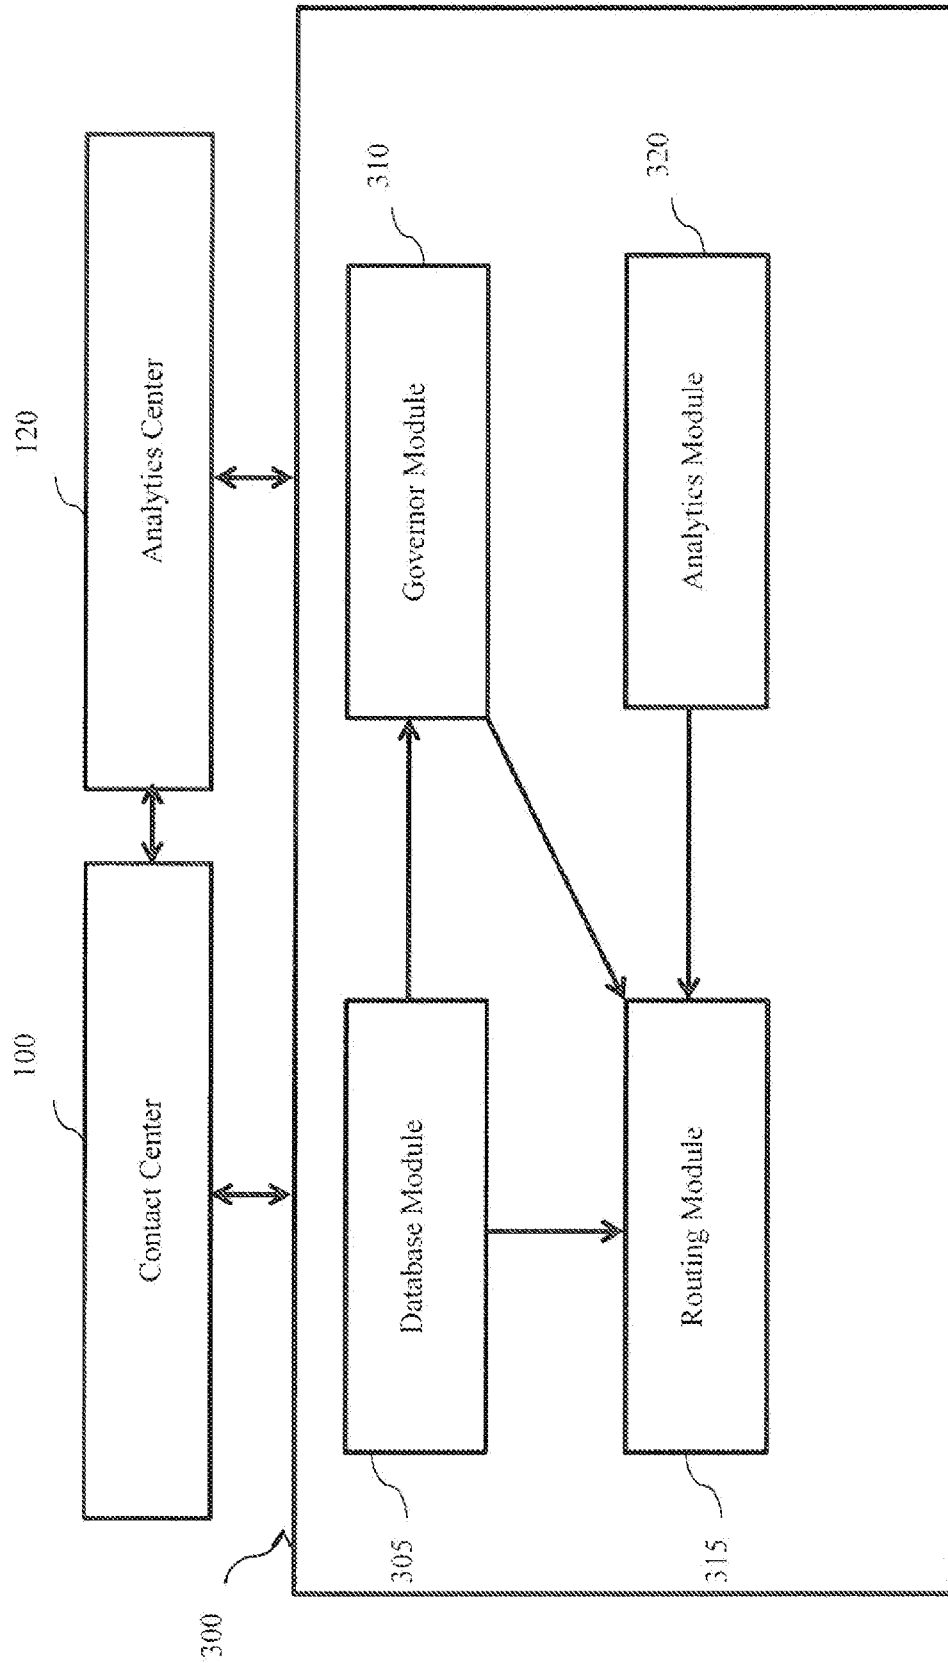 100
120
Contact Center
Analytics Center
300
305
Database Module
Governor Module
310
315
Routing Module
Analytics Module
320